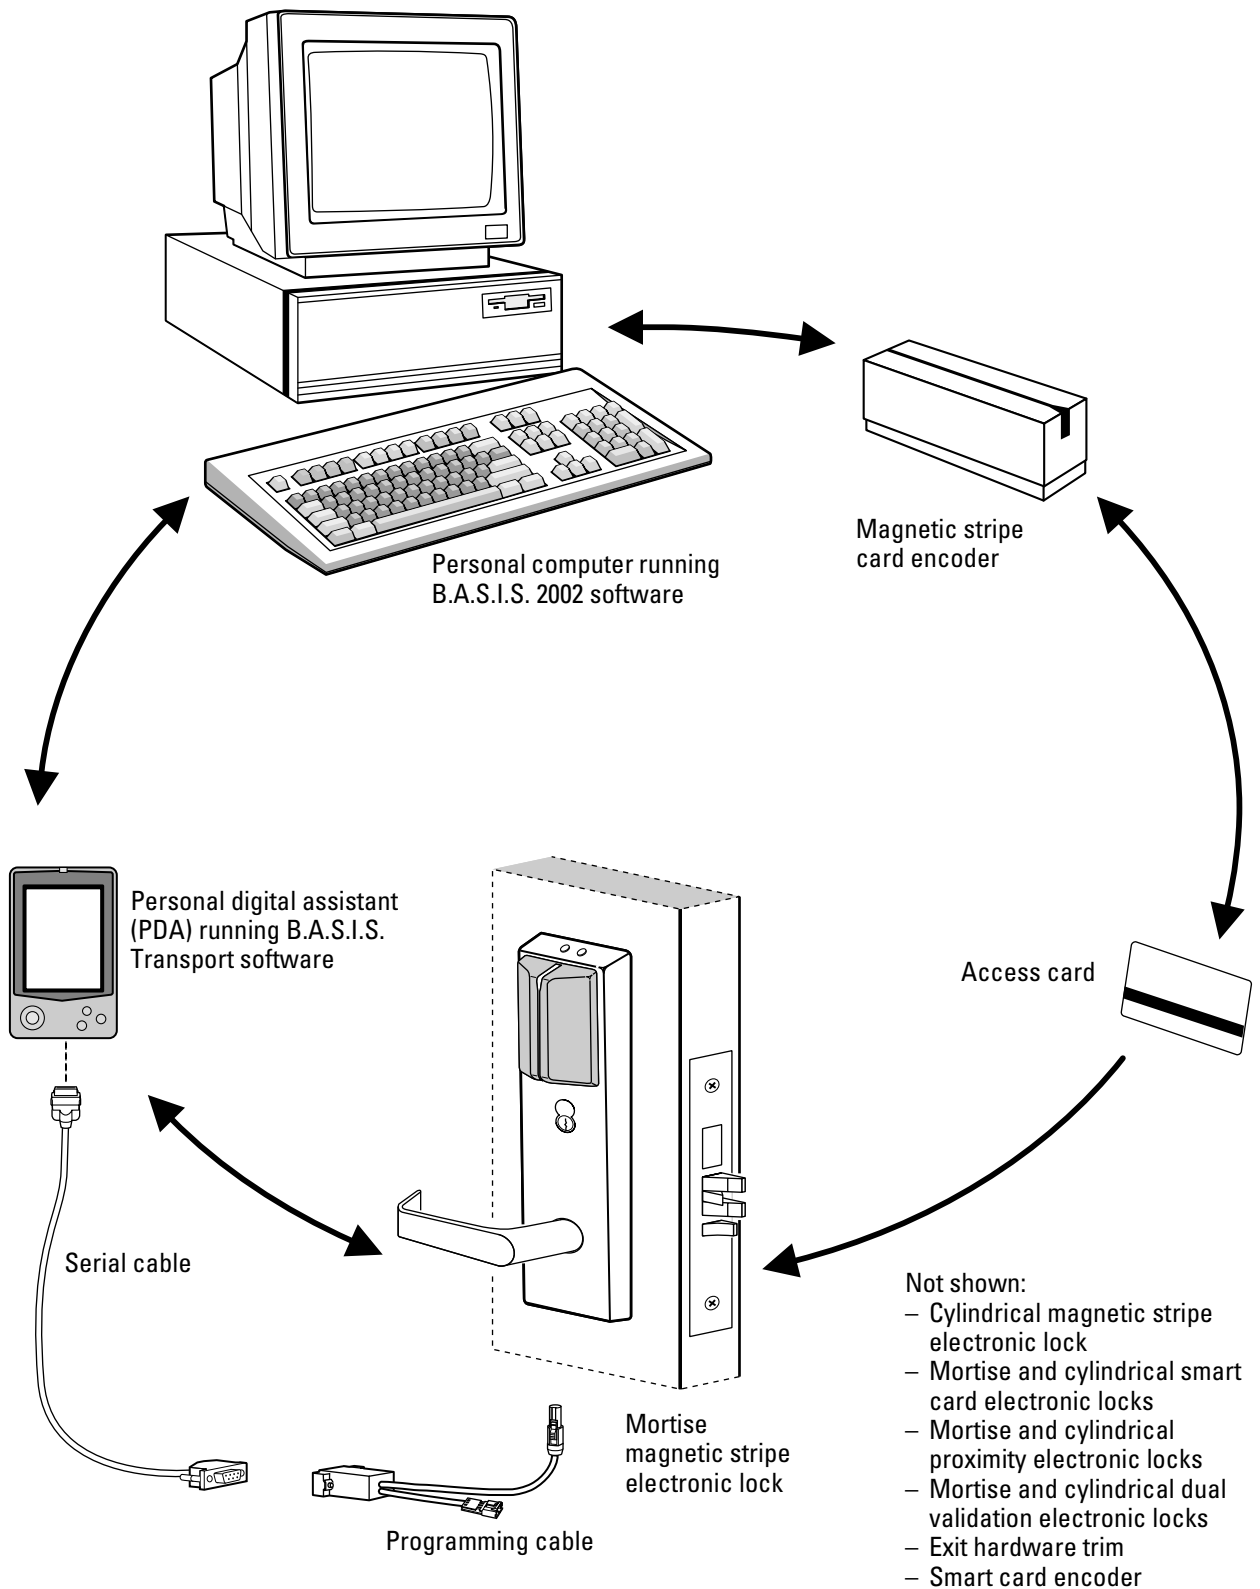 Magnetic stripe
card encoder
Personal computer running
B.A.S.I.S. 2002 software
Personal digital assistant
(PDA) running B.A.S.I.S.
Transport software
Access card
Serial cable
Not shown:
– Cylindrical magnetic stripe
electronic lock
– Mortise and cylindrical smart
card electronic locks
– Mortise and cylindrical
proximity electronic locks
– Mortise and cylindrical dual
validation electronic locks
– Exit hardware trim
– Smart card encoder
Mortise
magnetic stripe
electronic lock
Programming cable